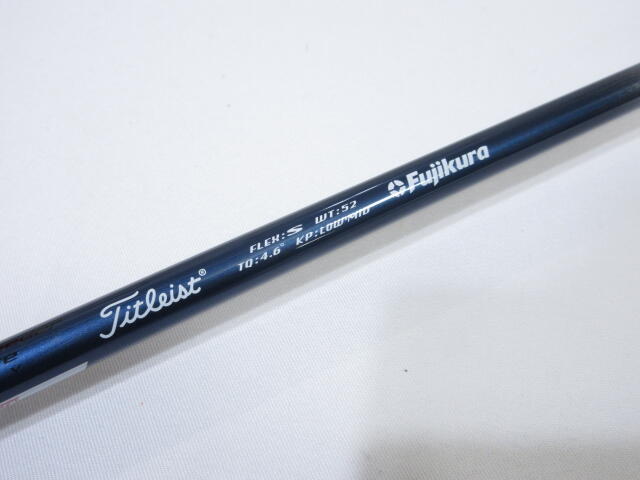 Titleist®
FLEX:S WT:52
TQ:4.6° KP:LOW-MID
Fujikura